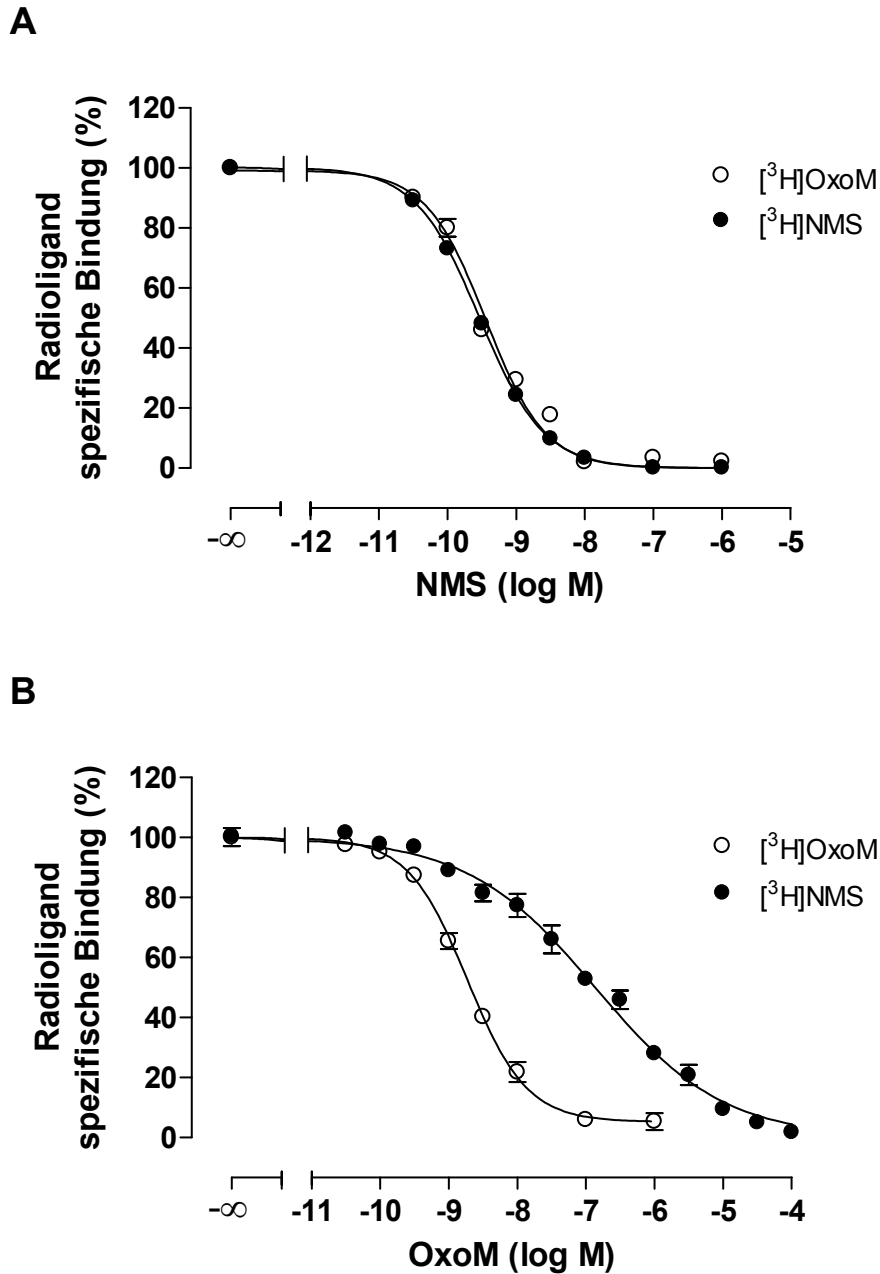 A
Radioligand
spezifische Bindung (%)
120
100
80
60
40
20
0
[³H]OxoM
[³H]NMS
-∞ -12 -11 -10 -9 -8 -7 -6 -5
NMS (log M)
B
Radioligand
spezifische Bindung (%)
120
100
80
60
40
20
0
[³H]OxoM
[³H]NMS
-∞ -11 -10 -9 -8 -7 -6 -5 -4
OxoM (log M)